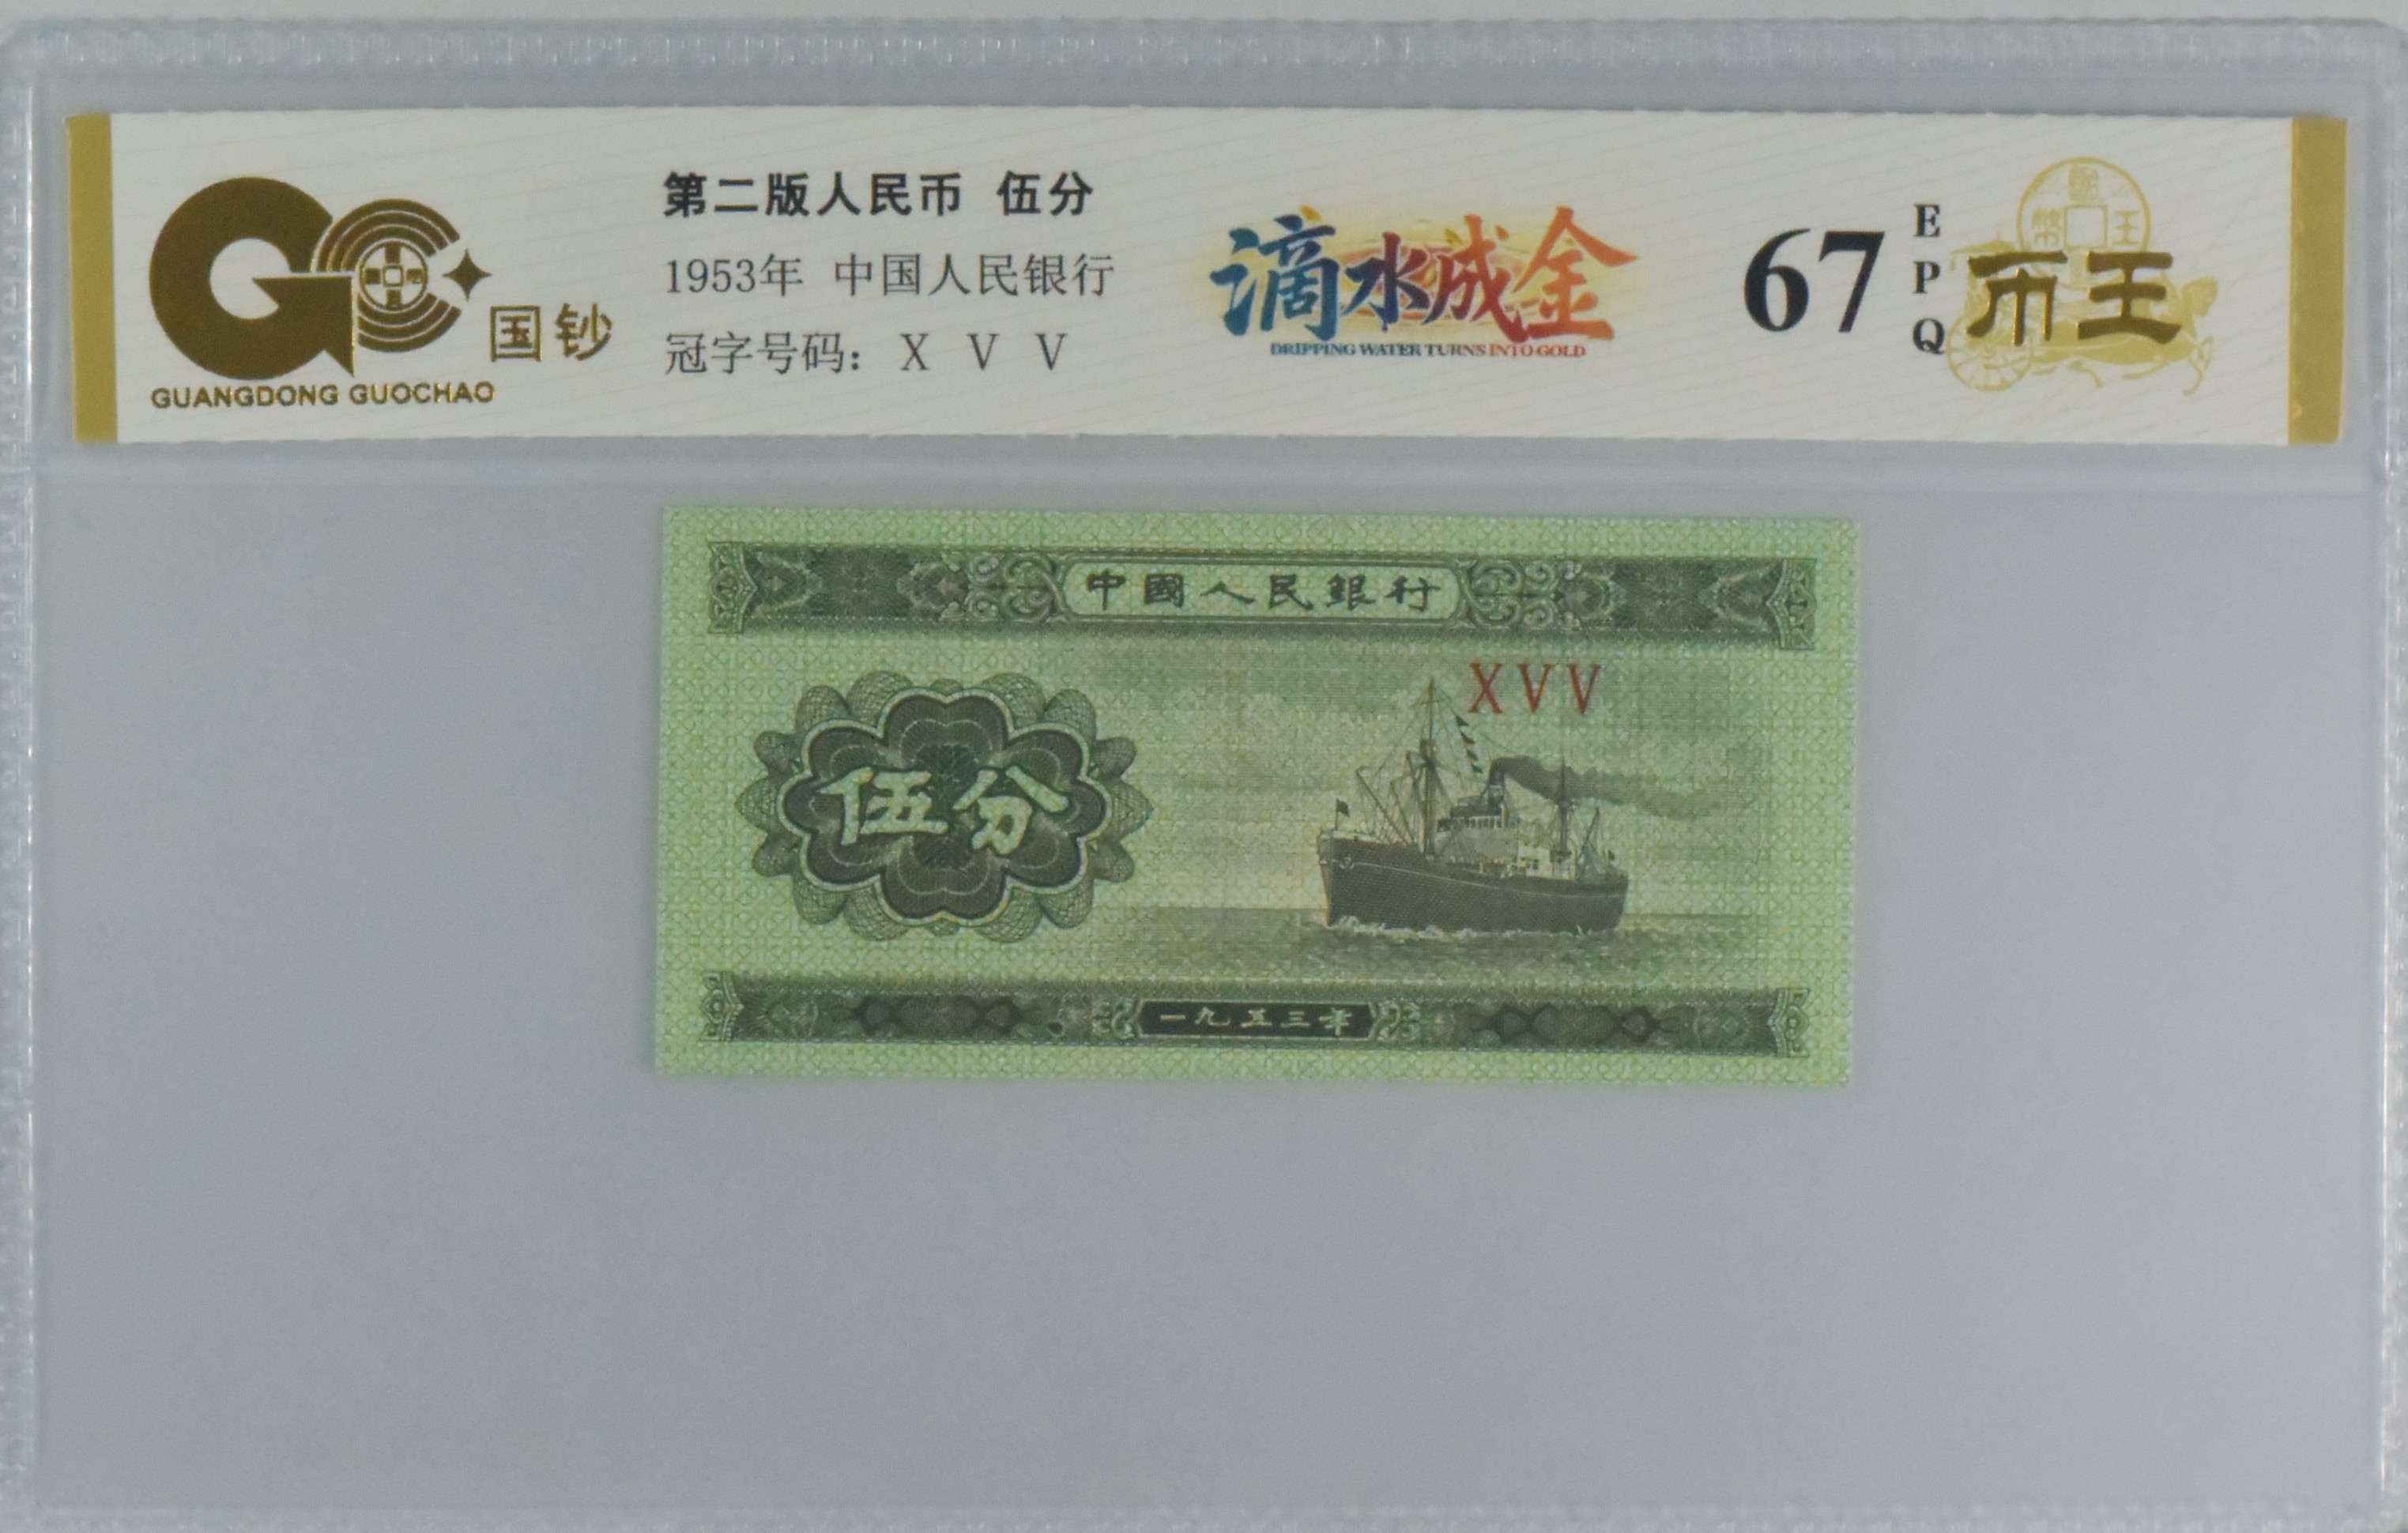 第二版人民币 伍分
1953年 中国人民银行
冠字号码：X V V
国钞
GUANGDONG GUOCHAO
滴水成金
DRIPPING WATER TURNS INTO GOLD
67
EPQ
币王
中國人民銀行
XVV
伍分
一九五三年